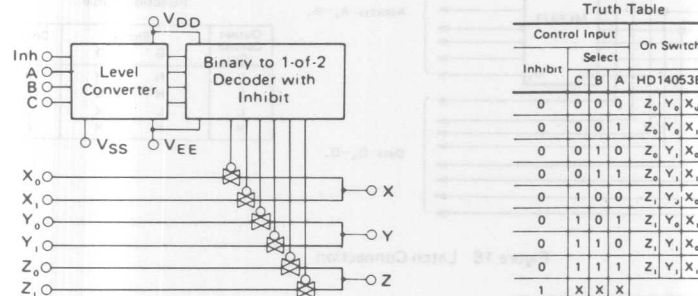 VDD
Inh
A
B
C
Level
Converter
Binary to 1-of-2
Decoder with
Inhibit
VSS
VEE
X0
X1
Y0
Y1
Z0
Z1
X
Y
Z
Truth Table
Control Input
On Switch
Inhibit
Select
C B A
HD14053B
0 0 0 0 Z0 Y0 X0
0 0 0 1 Z0 Y0 X1
0 0 1 0 Z0 Y1 X0
0 0 1 1 Z0 Y1 X1
0 1 0 0 Z1 Y0 X0
0 1 0 1 Z1 Y0 X1
0 1 1 0 Z1 Y1 X0
0 1 1 1 Z1 Y1 X1
1 X X X